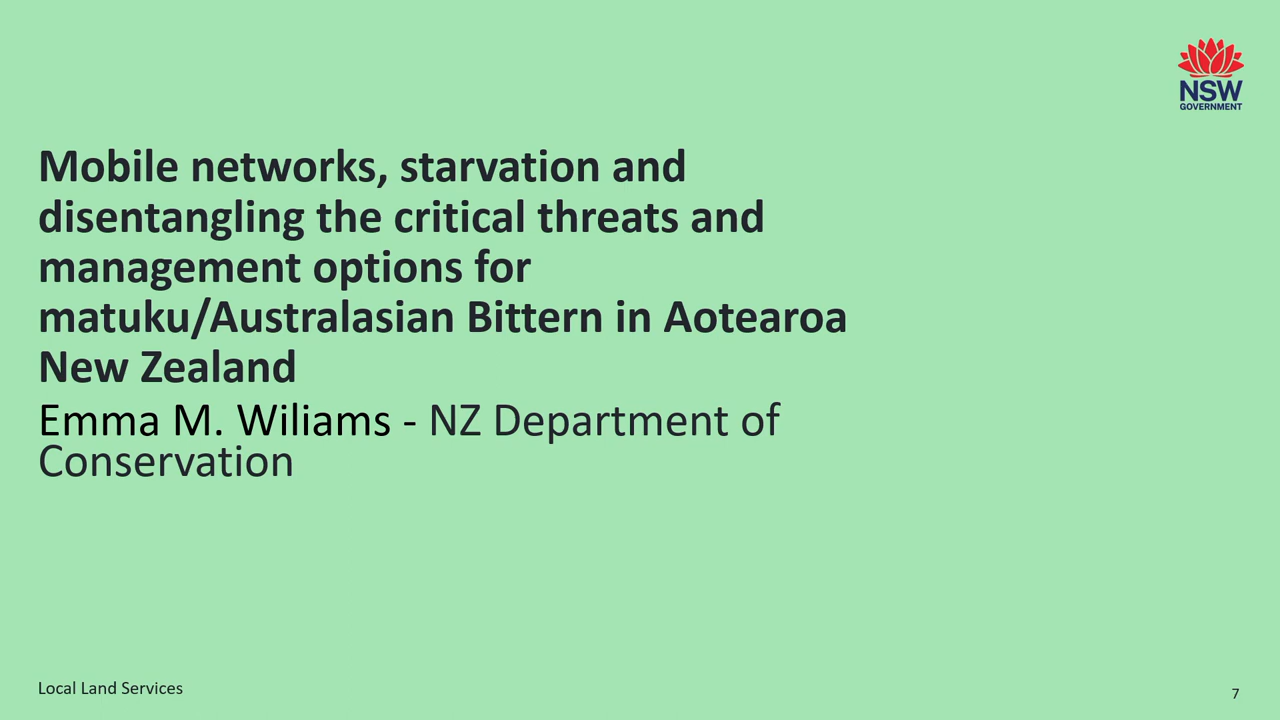 NSW
GOVERNMENT
Mobile networks, starvation and
disentangling the critical threats and
management options for
matuku/Australasian Bittern in Aotearoa
New Zealand
Emma M. Wiliams - NZ Department of
Conservation
Local Land Services
7